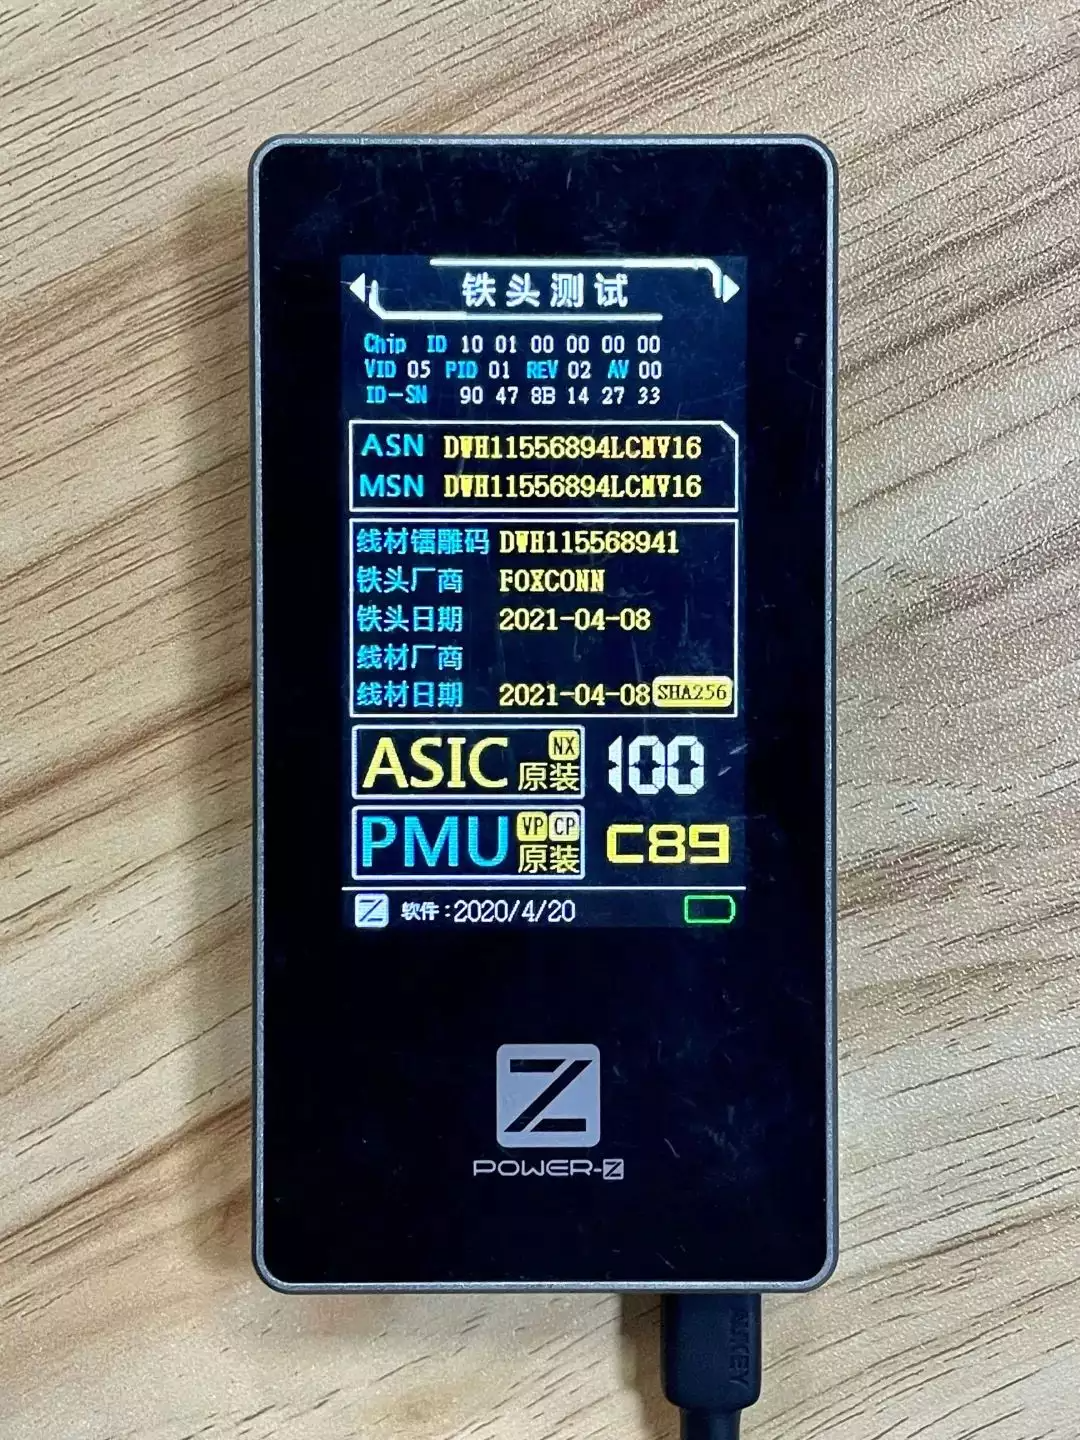 铁头测试
Chip ID 10 01 00 00 00 00
VID 05 PID 01 REV 02 AV 00
ID-SN 90 47 8B 14 27 33
ASN DWH11556894LCMV16
MSN DWH11556894LCMV16
线材镭雕码 DWH115568941
铁头厂商 FOXCONN
铁头日期 2021-04-08
线材厂商
线材日期 2021-04-08 SHA256
ASIC NX 原装 100
PMU VP CP 原装 C89
Z 软件:2020/4/20
Z
POWER-Z
AUKEY